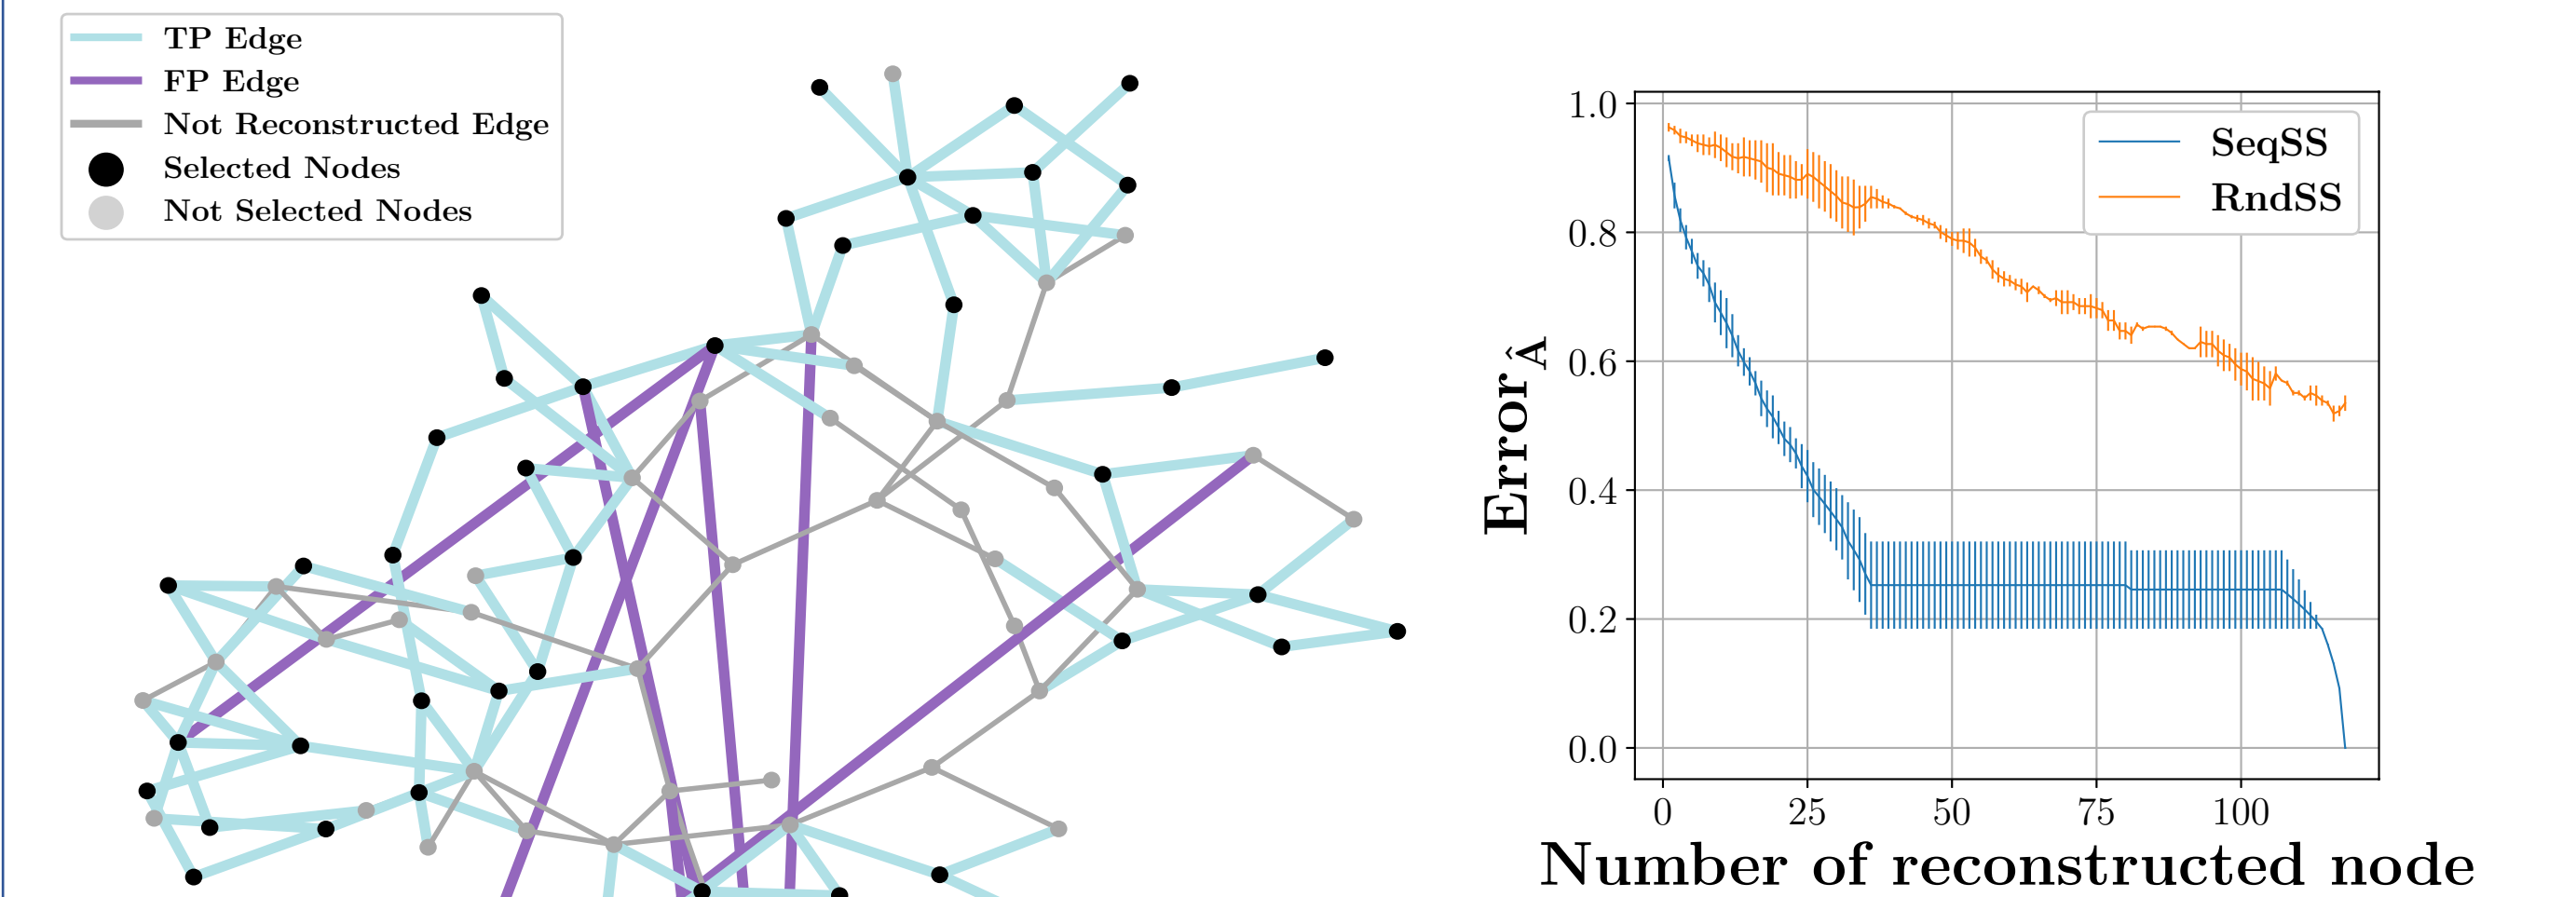 TP Edge
FP Edge
Not Reconstructed Edge
Selected Nodes
Not Selected Nodes
SeqSS
RndSS
1.0
0.8
0.6
0.4
0.2
0.0
Error_Â
0 25 50 75 100
Number of reconstructed node